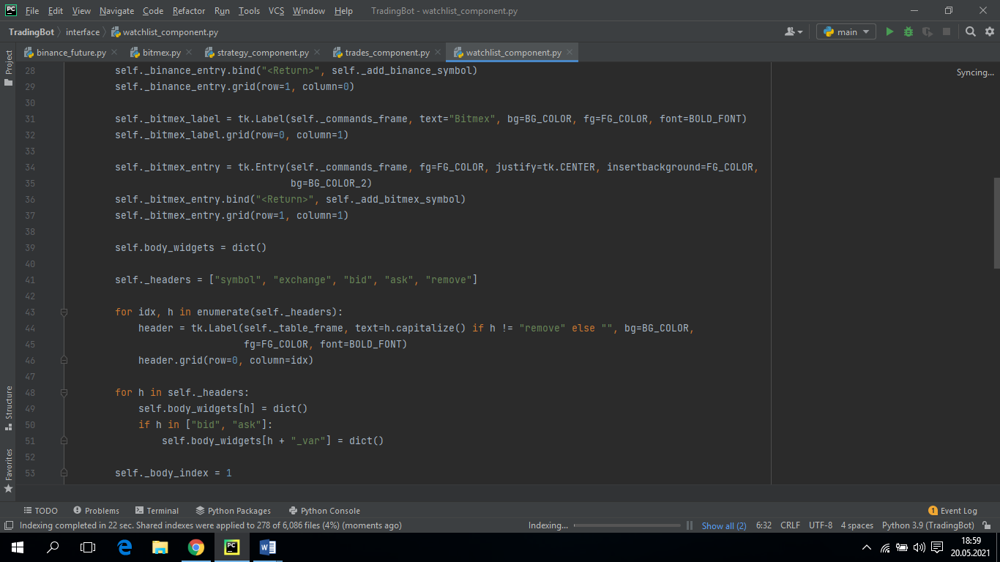 PC File Edit View Navigate Code Refactor Run Tools VCS Window Help TradingBot - watchlist_component.py
TradingBot interface watchlist_component.py main
binance_future.py bitmex.py strategy_component.py trades_component.py watchlist_component.py
Project
Syncing...
28 self._binance_entry.bind("<Return>", self._add_binance_symbol)
29 self._binance_entry.grid(row=1, column=0)
30
31 self._bitmex_label = tk.Label(self._commands_frame, text="Bitmex", bg=BG_COLOR, fg=FG_COLOR, font=BOLD_FONT)
32 self._bitmex_label.grid(row=0, column=1)
33
34 self._bitmex_entry = tk.Entry(self._commands_frame, fg=FG_COLOR, justify=tk.CENTER, insertbackground=FG_COLOR,
35 bg=BG_COLOR_2)
36 self._bitmex_entry.bind("<Return>", self._add_bitmex_symbol)
37 self._bitmex_entry.grid(row=1, column=1)
38
39 self.body_widgets = dict()
40
41 self._headers = ["symbol", "exchange", "bid", "ask", "remove"]
42
43 for idx, h in enumerate(self._headers):
44 header = tk.Label(self._table_frame, text=h.capitalize() if h != "remove" else "", bg=BG_COLOR,
45 fg=FG_COLOR, font=BOLD_FONT)
46 header.grid(row=0, column=idx)
47
48 for h in self._headers:
49 self.body_widgets[h] = dict()
50 if h in ["bid", "ask"]:
51 self.body_widgets[h + "_var"] = dict()
52
53 self._body_index = 1
Structure
Favorites
TODO Problems Terminal Python Packages Python Console 1 Event Log
Indexing completed in 22 sec. Shared indexes were applied to 278 of 6,086 files (4%) (moments ago) Indexing... Show all (2) 6:32 CRLF UTF-8 4 spaces Python 3.9 (TradingBot)
PC W 18:59
20.05.2021